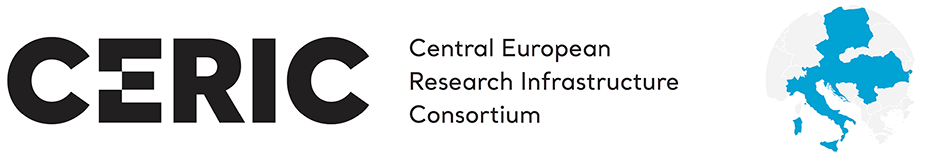 CERIC
Central European
Research Infrastructure
Consortium